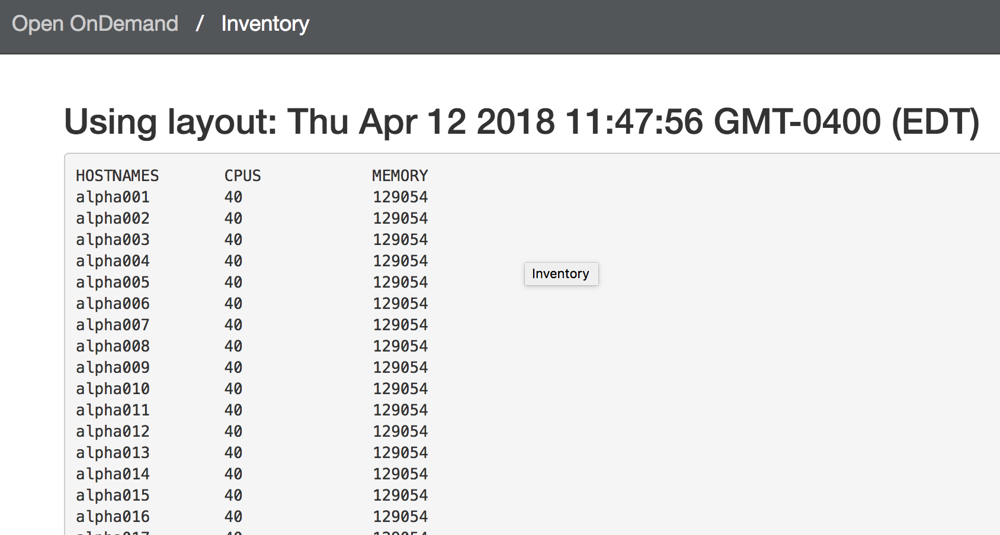 Open OnDemand / Inventory
Using layout: Thu Apr 12 2018 11:47:56 GMT-0400 (EDT)
HOSTNAMES CPUS MEMORY
alpha001 40 129054
alpha002 40 129054
alpha003 40 129054
alpha004 40 129054
Inventory
alpha005 40 129054
alpha006 40 129054
alpha007 40 129054
alpha008 40 129054
alpha009 40 129054
alpha010 40 129054
alpha011 40 129054
alpha012 40 129054
alpha013 40 129054
alpha014 40 129054
alpha015 40 129054
alpha016 40 129054
alpha017 40 129054